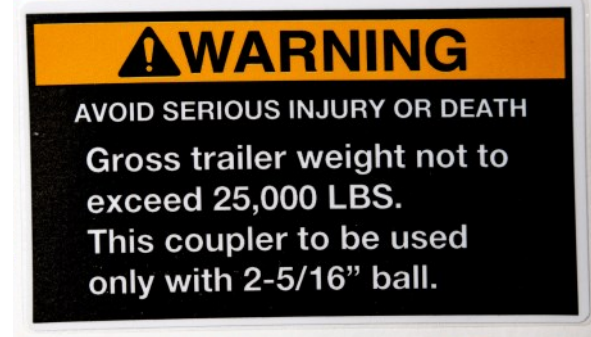 WARNING
AVOID SERIOUS INJURY OR DEATH
Gross trailer weight not to
exceed 25,000 LBS.
This coupler to be used
only with 2-5/16” ball.